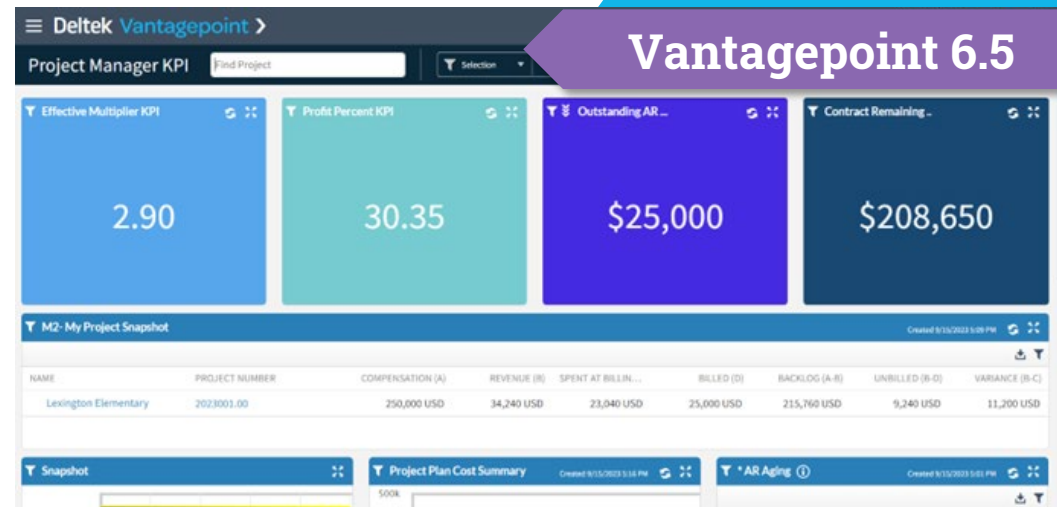 Deltek Vantagepoint
Vantagepoint 6.5
Project Manager KPI
Find Project
Selection
Effective Multiplier KPI
Profit Percent KPI
Outstanding AR ...
Contract Remaining ..
2.90
30.35
$25,000
$208,650
M2- My Project Snapshot
Created 9/15/2023 5:09 PM
NAME PROJECT NUMBER COMPENSATION (A) REVENUE (B) SPENT AT BILLIN.... BILLED (D) BACKLOG (A-B) UNBILLED (B-D) VARIANCE (B-C)
Lexington Elementary 2023001.00 250,000 USD 34,240 USD 23,040 USD 25,000 USD 215,760 USD 9,240 USD 11,200 USD
Snapshot
Project Plan Cost Summary Created 9/15/2023 5:16 PM
* AR Aging Created 9/15/2023 5:01 PM
500k